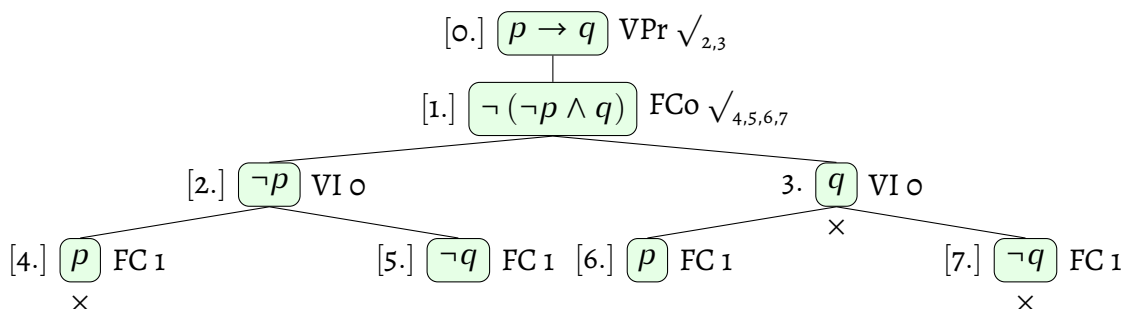 [0.] p → q VPr √2,3
[1.] ¬ (¬p ∧ q) FCo √4,5,6,7
[2.] ¬p VI 0 3. q VI 0
×
[4.] p FC 1 [5.] ¬q FC 1 [6.] p FC 1 [7.] ¬q FC 1
× ×